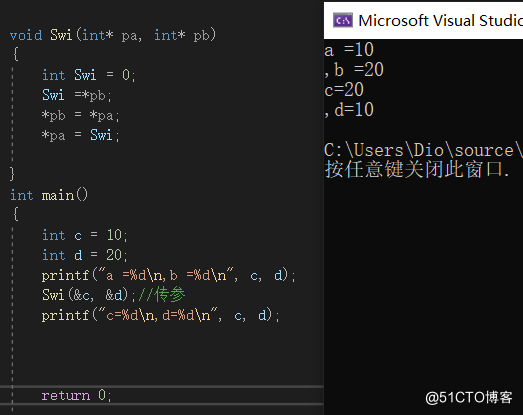 void Swi(int* pa, int* pb)
{
int Swi = 0;
Swi =*pb;
*pb = *pa;
*pa = Swi;
}
int main()
{
int c = 10;
int d = 20;
printf("a =%d\n,b =%d\n", c, d);
Swi(&c, &d);//传参
printf("c=%d\n,d=%d\n", c, d);
return 0;
Microsoft Visual Studio
a =10
,b =20
c=20
,d=10
C:\Users\Dio\source\
按任意键关闭此窗口.
@51CTO博客